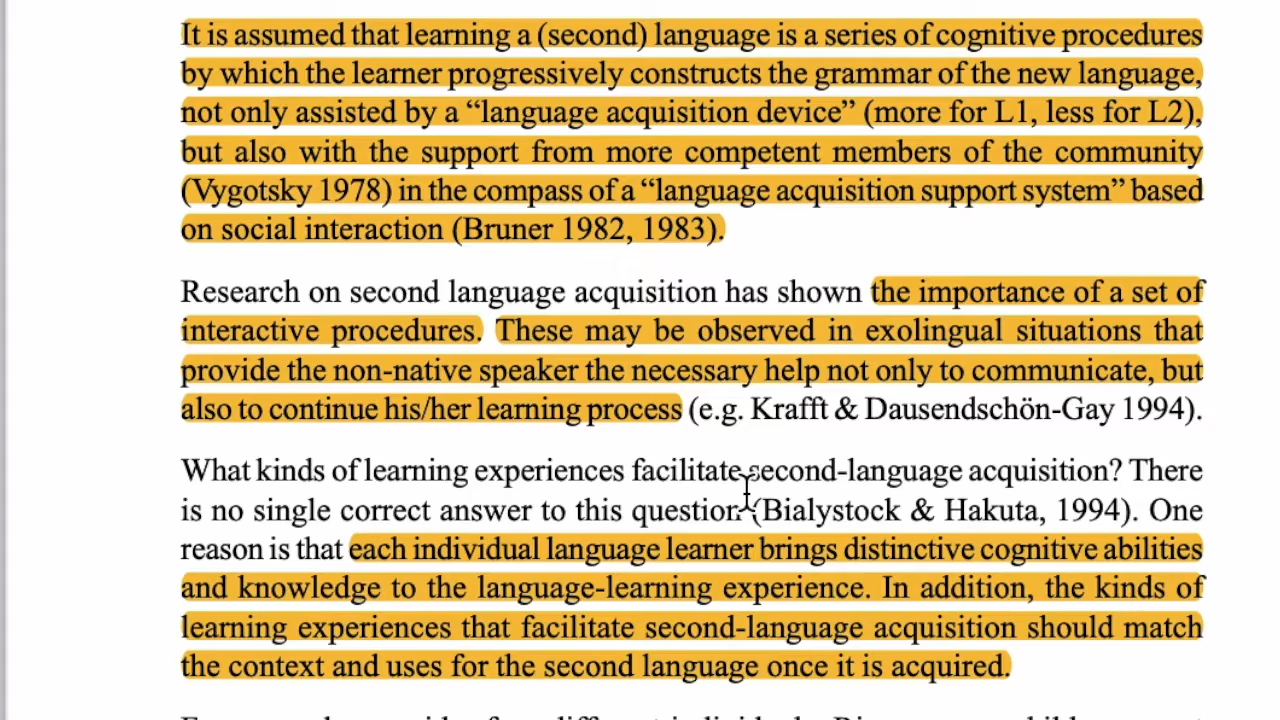 It is assumed that learning a (second) language is a series of cognitive procedures
by which the learner progressively constructs the grammar of the new language,
not only assisted by a “language acquisition device” (more for L1, less for L2),
but also with the support from more competent members of the community
(Vygotsky 1978) in the compass of a “language acquisition support system” based
on social interaction (Bruner 1982, 1983).
Research on second language acquisition has shown the importance of a set of
interactive procedures. These may be observed in exolingual situations that
provide the non-native speaker the necessary help not only to communicate, but
also to continue his/her learning process (e.g. Krafft & Dausendschön-Gay 1994).
What kinds of learning experiences facilitate second-language acquisition? There
is no single correct answer to this question (Bialystock & Hakuta, 1994). One
reason is that each individual language learner brings distinctive cognitive abilities
and knowledge to the language-learning experience. In addition, the kinds of
learning experiences that facilitate second-language acquisition should match
the context and uses for the second language once it is acquired.